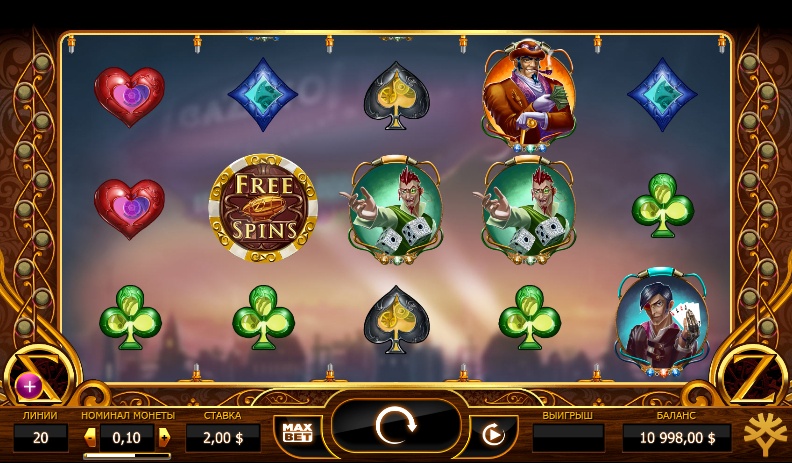 FREE
SPINS
ЛИНИИ
НОМИНАЛ МОНЕТЫ
СТАВКА
ВЫИГРЫШ
БАЛАНС
20
0,10
2,00 $
MAX
BET
10 998,00 $